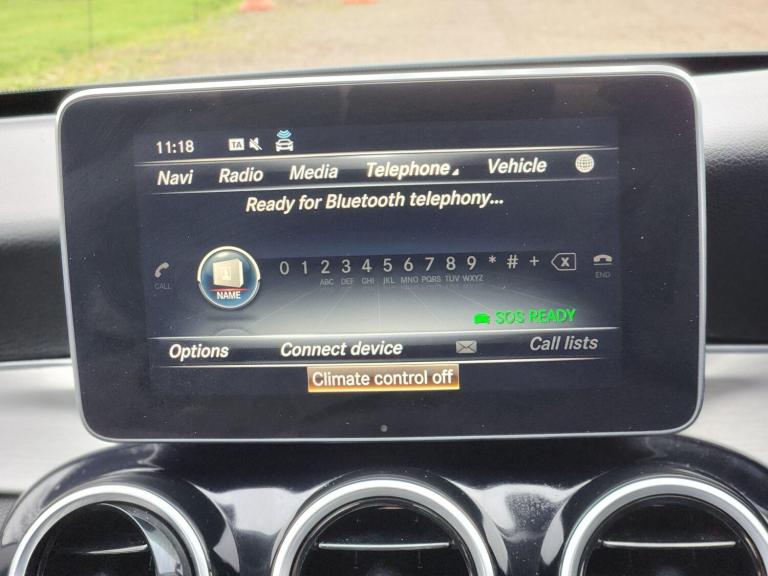 11:18 TA
Navi Radio Media Telephone Vehicle
Ready for Bluetooth telephony...
0 1 2 3 4 5 6 7 8 9 * # +
CALL ABC DEF GHI JKL MNO PQRS TUV WXYZ END
NAME
SOS READY
Options Connect device Call lists
Climate control off